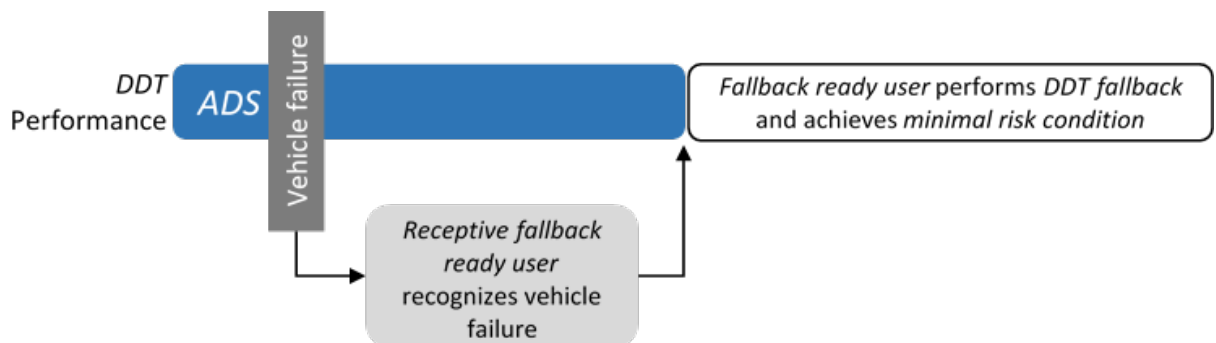 DDT
Performance
ADS
Vehicle failure
Fallback ready user performs DDT fallback
and achieves minimal risk condition
Receptive fallback
ready user
recognizes vehicle
failure